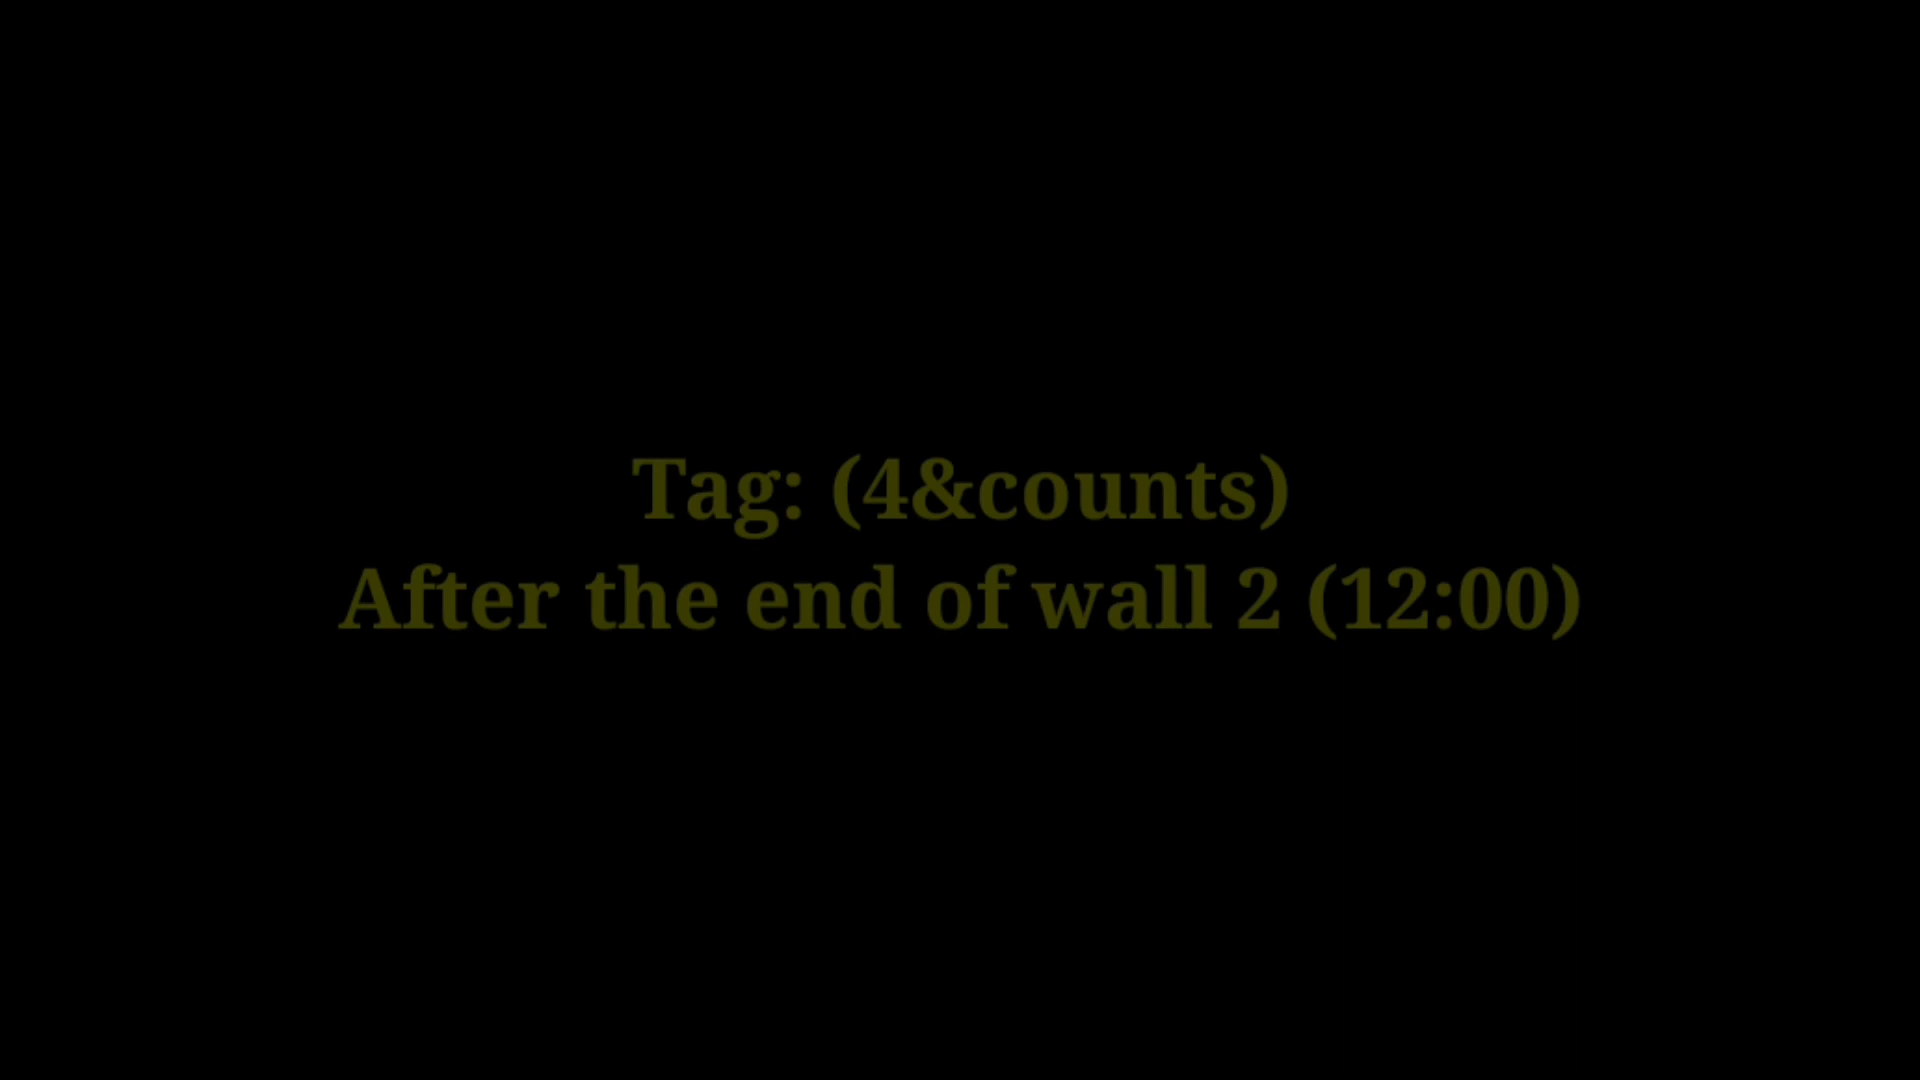 Tag: (4&counts)
After the end of wall 2 (12:00)